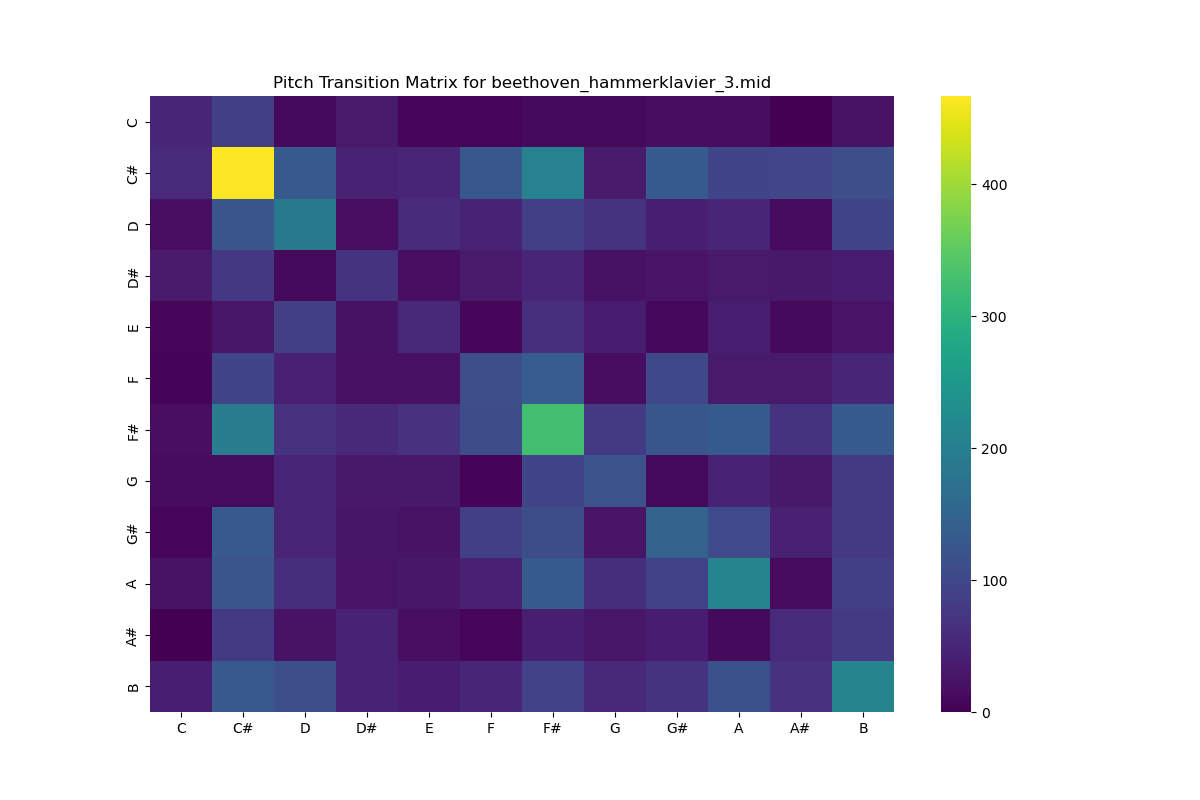 Pitch Transition Matrix for beethoven_hammerklavier_3.mid
C
C#
D
D#
E
F
F#
G
G#
A
A#
B
C C# D D# E F F# G G# A A# B
400
300
200
100
0